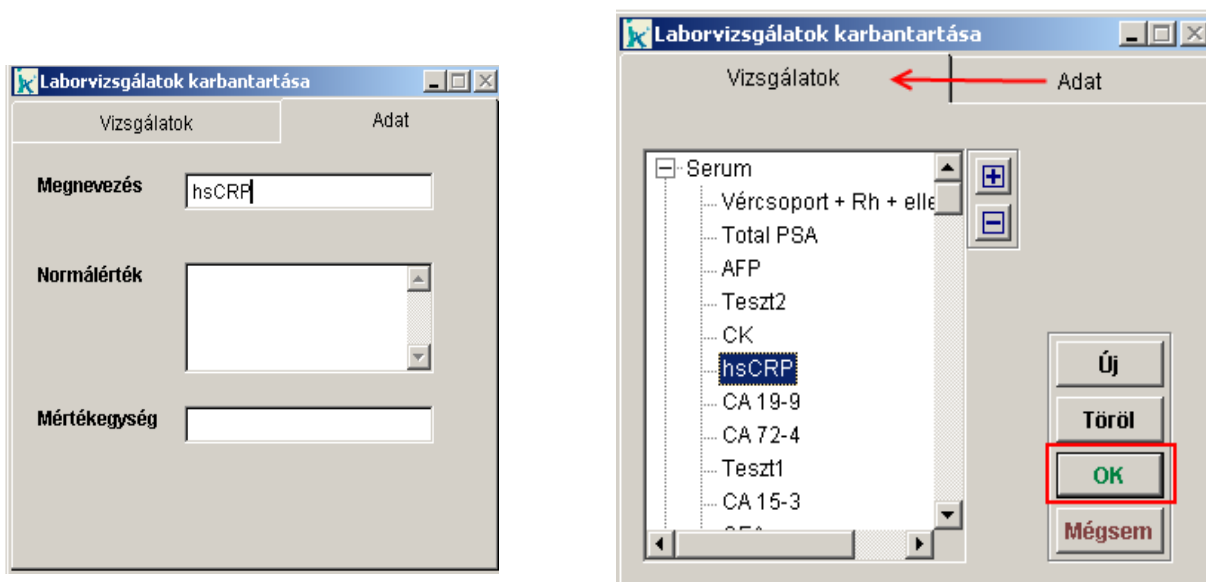 Laborvizsgálatok karbantartása
Vizsgálatok
Adat
Megnevezés
hsCRP
Normálérték
Mértékegység
Laborvizsgálatok karbantartása
Vizsgálatok
Adat
Serum
Vércsoport + Rh + elle
Total PSA
AFP
Teszt2
CK
hsCRP
CA 19-9
CA 72-4
Teszt1
CA 15-3
Új
Töröl
OK
Mégsem